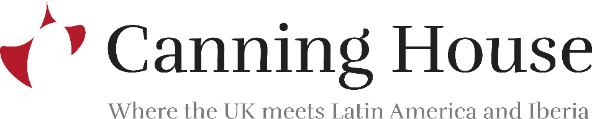 Canning House
Where the UK meets Latin America and Iberia